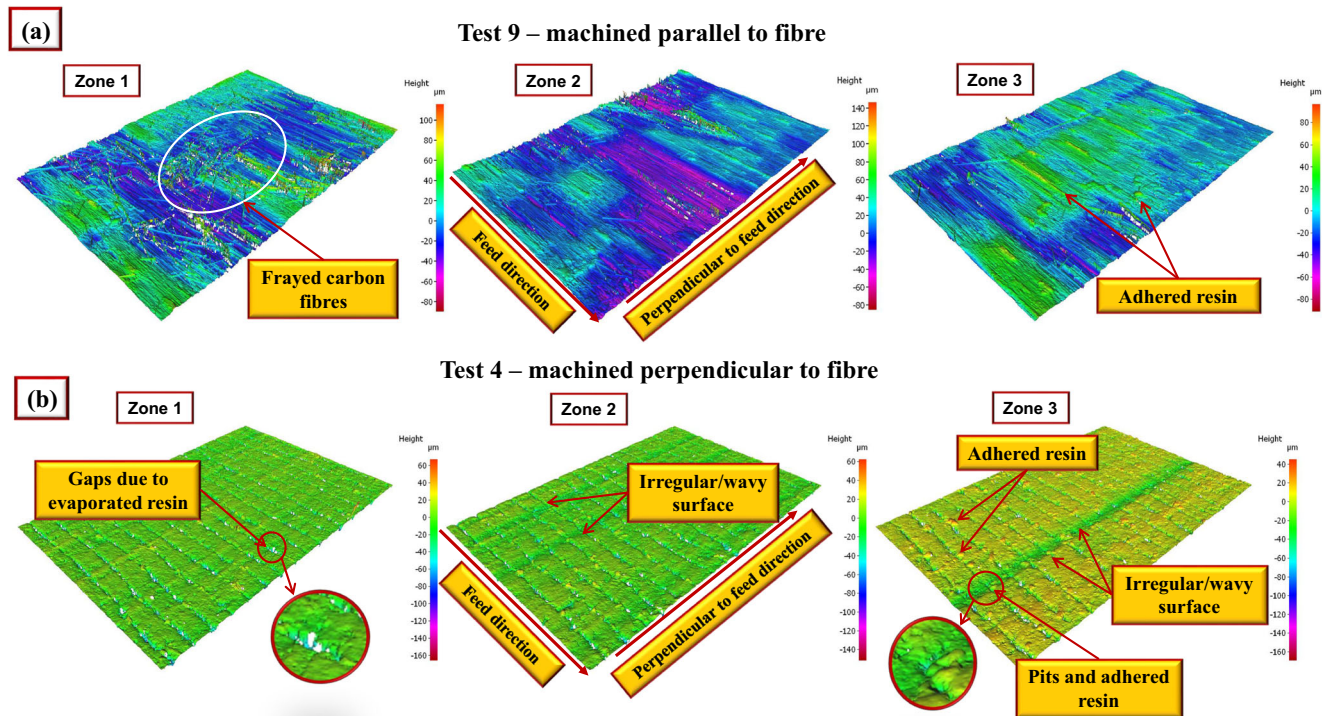 (a)
Test 9 – machined parallel to fibre
Zone 1
Zone 2
Zone 3
Height
µm
100
80
60
40
20
0
-20
-40
-60
-80
Height
µm
140
120
100
80
60
40
20
0
-20
-40
-60
-80
Height
µm
80
60
40
20
0
-20
-40
-60
-80
Frayed carbon
fibres
Feed direction
Perpendicular to feed direction
Adhered resin
Test 4 – machined perpendicular to fibre
(b)
Zone 1
Zone 2
Zone 3
Height
µm
60
40
20
0
-20
-40
-60
-80
-100
-120
-140
-160
Height
µm
60
40
20
0
-20
-40
-60
-80
-100
-120
-140
Height
µm
40
20
0
-20
-40
-60
-80
-100
-120
-140
-160
Gaps due to
evaporated resin
Irregular/wavy
surface
Feed direction
Perpendicular to feed direction
Adhered resin
Irregular/wavy
surface
Pits and adhered
resin